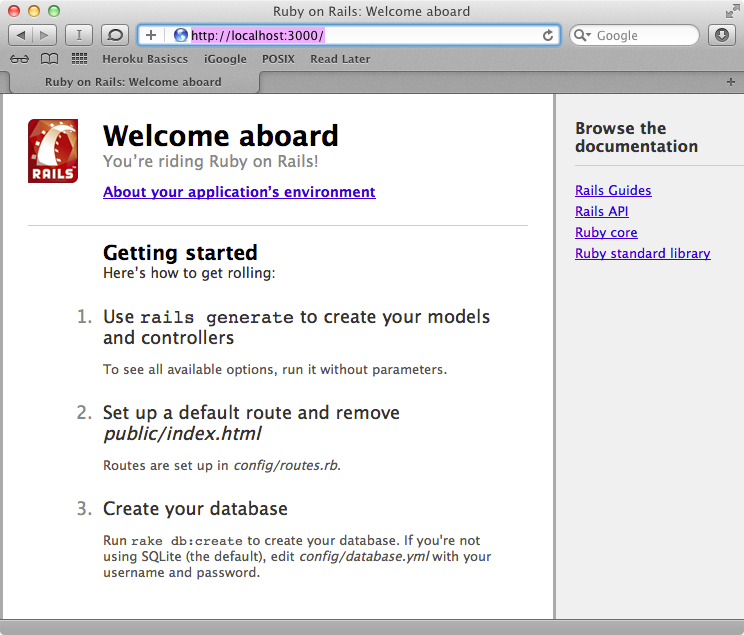 Ruby on Rails: Welcome aboard
http://localhost:3000/
Google
Heroku Basiscs iGoogle POSIX Read Later
Ruby on Rails: Welcome aboard
RAILS
Welcome aboard
You’re riding Ruby on Rails!
About your application’s environment
Getting started
Here’s how to get rolling:
1. Use rails generate to create your models
and controllers
To see all available options, run it without parameters.
2. Set up a default route and remove
public/index.html
Routes are set up in config/routes.rb.
3. Create your database
Run rake db:create to create your database. If you're not
using SQLite (the default), edit config/database.yml with your
username and password.
Browse the
documentation
Rails Guides
Rails API
Ruby core
Ruby standard library